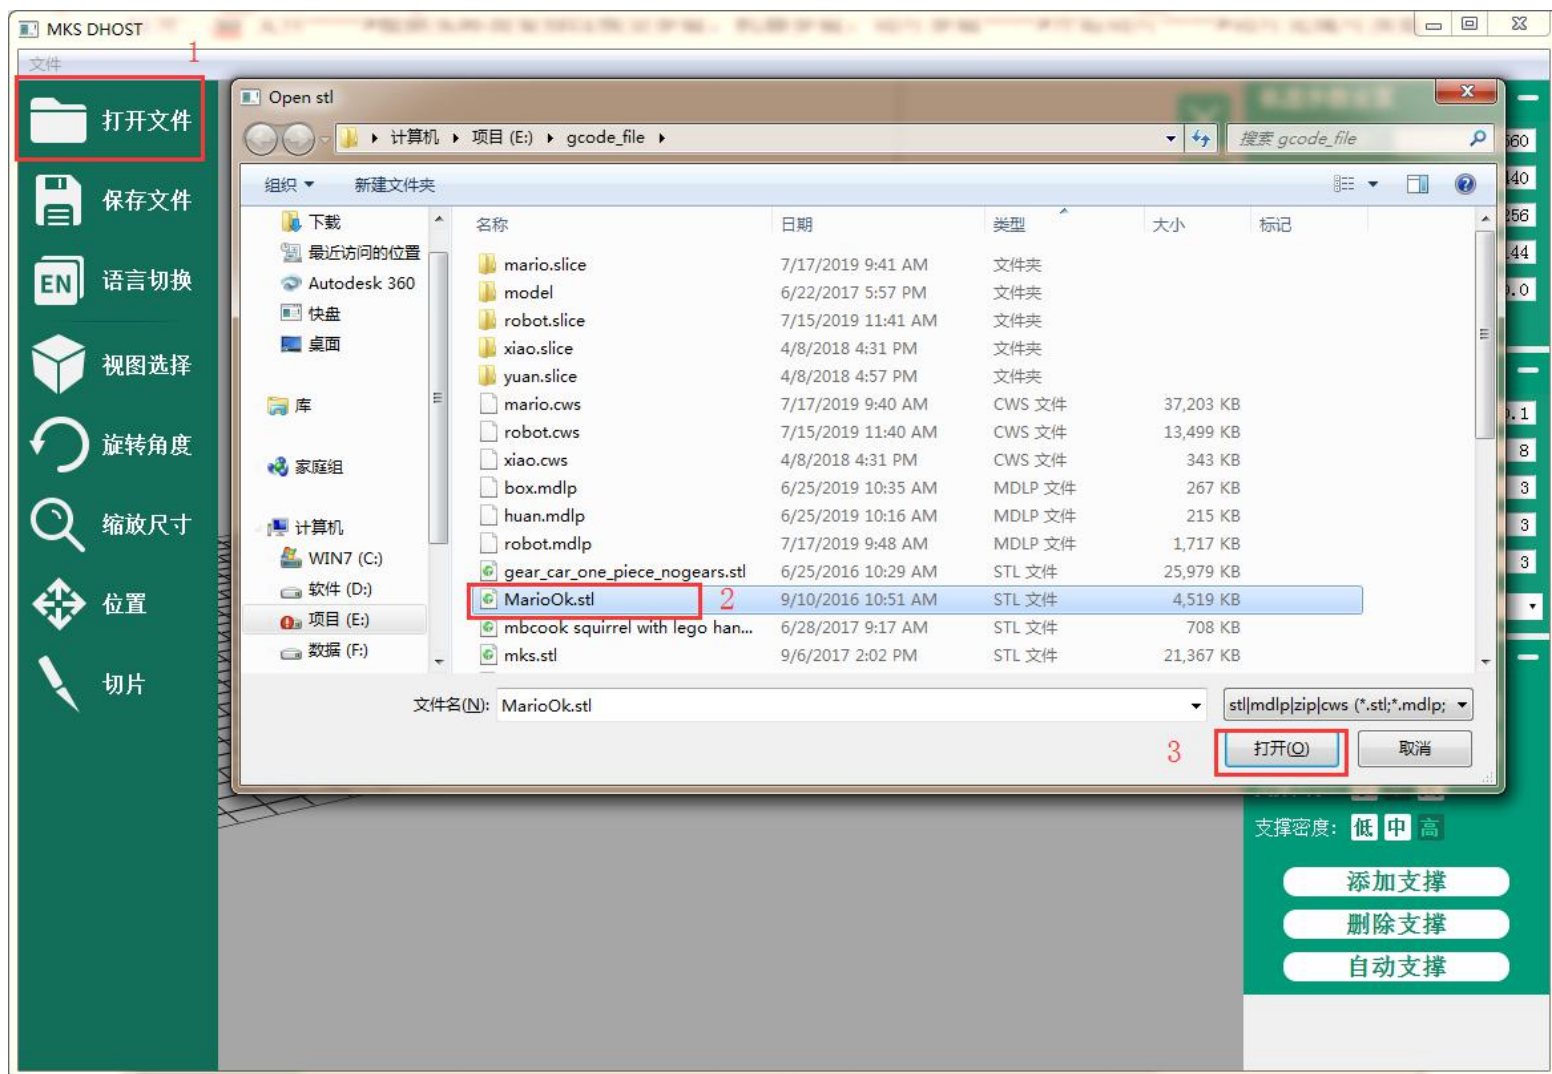 MKS DHOST
1
文件
打开文件
保存文件
EN 语言切换
视图选择
旋转角度
缩放尺寸
位置
切片
Open stl
计算机 项目 (E:) gcode_file
搜索 gcode_file
组织 新建文件夹
下载
最近访问的位置
Autodesk 360
快盘
桌面
库
家庭组
计算机
WIN7 (C:)
软件 (D:)
项目 (E:)
数据 (F:)
名称 日期 类型 大小 标记
mario.slice 7/17/2019 9:41 AM 文件夹
model 6/22/2017 5:57 PM 文件夹
robot.slice 7/15/2019 11:41 AM 文件夹
xiao.slice 4/8/2018 4:31 PM 文件夹
yuan.slice 4/8/2018 4:57 PM 文件夹
mario.cws 7/17/2019 9:40 AM CWS 文件 37,203 KB
robot.cws 7/15/2019 11:40 AM CWS 文件 13,499 KB
xiao.cws 4/8/2018 4:31 PM CWS 文件 343 KB
box.mdlp 6/25/2019 10:35 AM MDLP 文件 267 KB
huan.mdlp 6/25/2019 10:16 AM MDLP 文件 215 KB
robot.mdlp 7/17/2019 9:48 AM MDLP 文件 1,717 KB
gear_car_one_piece_nogears.stl 6/25/2016 10:29 AM STL 文件 25,979 KB
MarioOk.stl 2 9/10/2016 10:51 AM STL 文件 4,519 KB
mbcook squirrel with lego han... 6/28/2017 9:17 AM STL 文件 708 KB
mks.stl 9/6/2017 2:02 PM STL 文件 21,367 KB
文件名(N): MarioOk.stl stl|mdlp|zip|cws (*.stl;*.mdlp;
3 打开(O) 取消
8
3
3
3
支撑密度: 低 中 高
添加支撑
删除支撑
自动支撑